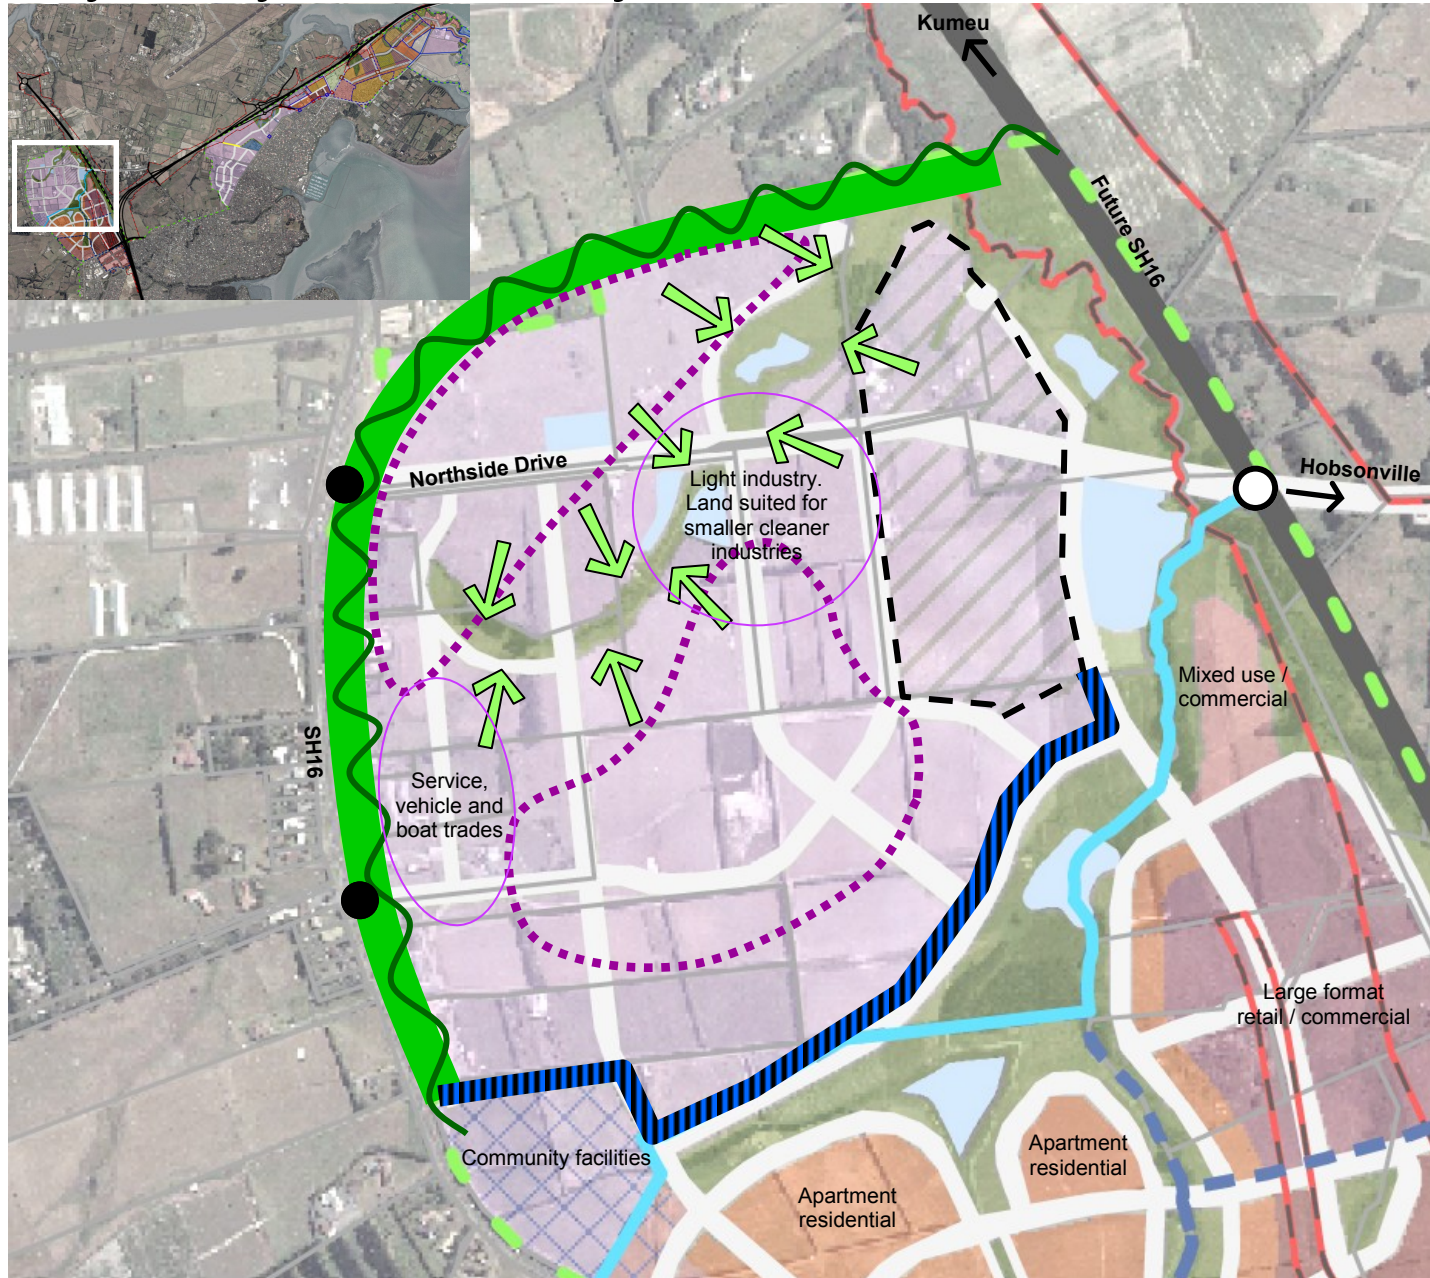 Kumeu
Future SH16
Hobsonville
Northside Drive
Light industry.
Land suited for
smaller cleaner
industries
Mixed use /
commercial
SH16
Service,
vehicle and
boat trades
Large format
retail / commercial
Community facilities
Apartment
residential
Apartment
residential